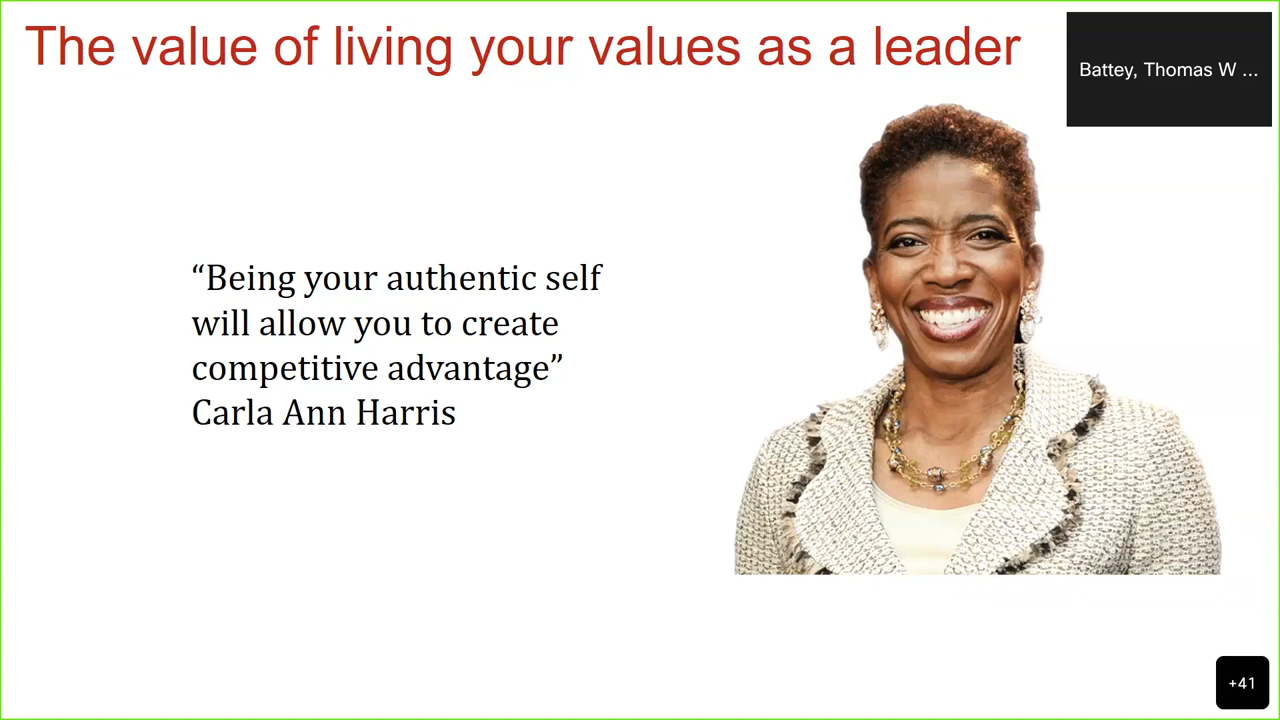 The value of living your values as a leader
Battey, Thomas W ...
“Being your authentic self
will allow you to create
competitive advantage”
Carla Ann Harris
+41